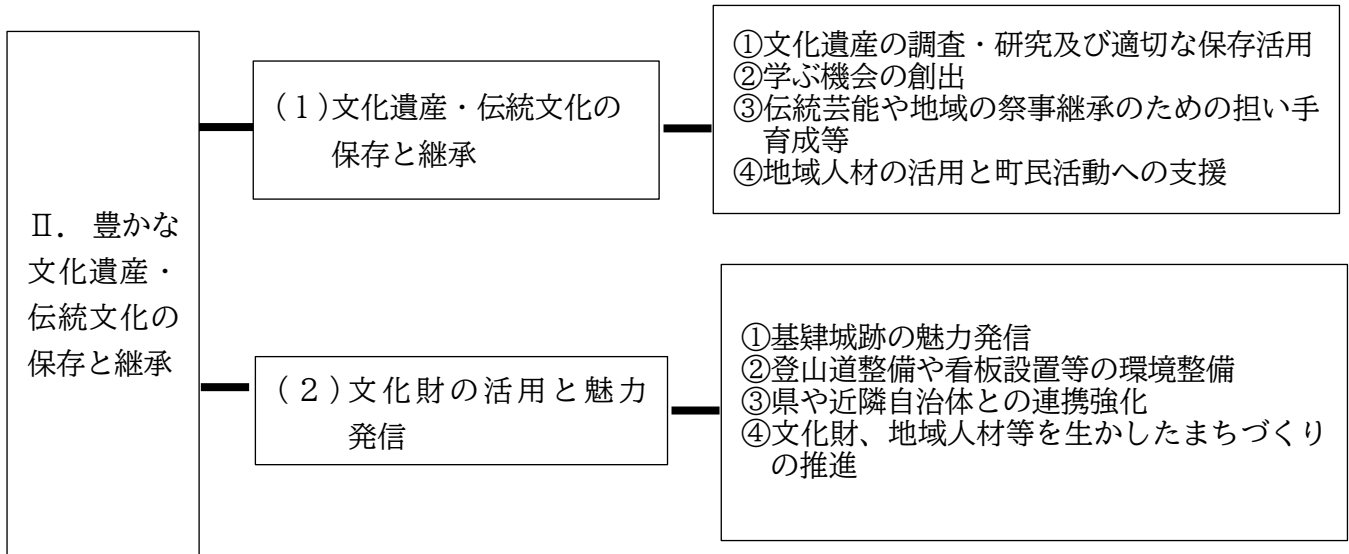 Ⅱ．豊かな
文化遺産・
伝統文化の
保存と継承
(１)文化遺産・伝統文化の
保存と継承
①文化遺産の調査・研究及び適切な保存活用
②学ぶ機会の創出
③伝統芸能や地域の祭事継承のための担い手
育成等
④地域人材の活用と町民活動への支援
(２)文化財の活用と魅力
発信
①基肄城跡の魅力発信
②登山道整備や看板設置等の環境整備
③県や近隣自治体との連携強化
④文化財、地域人材等を生かしたまちづくり
の推進